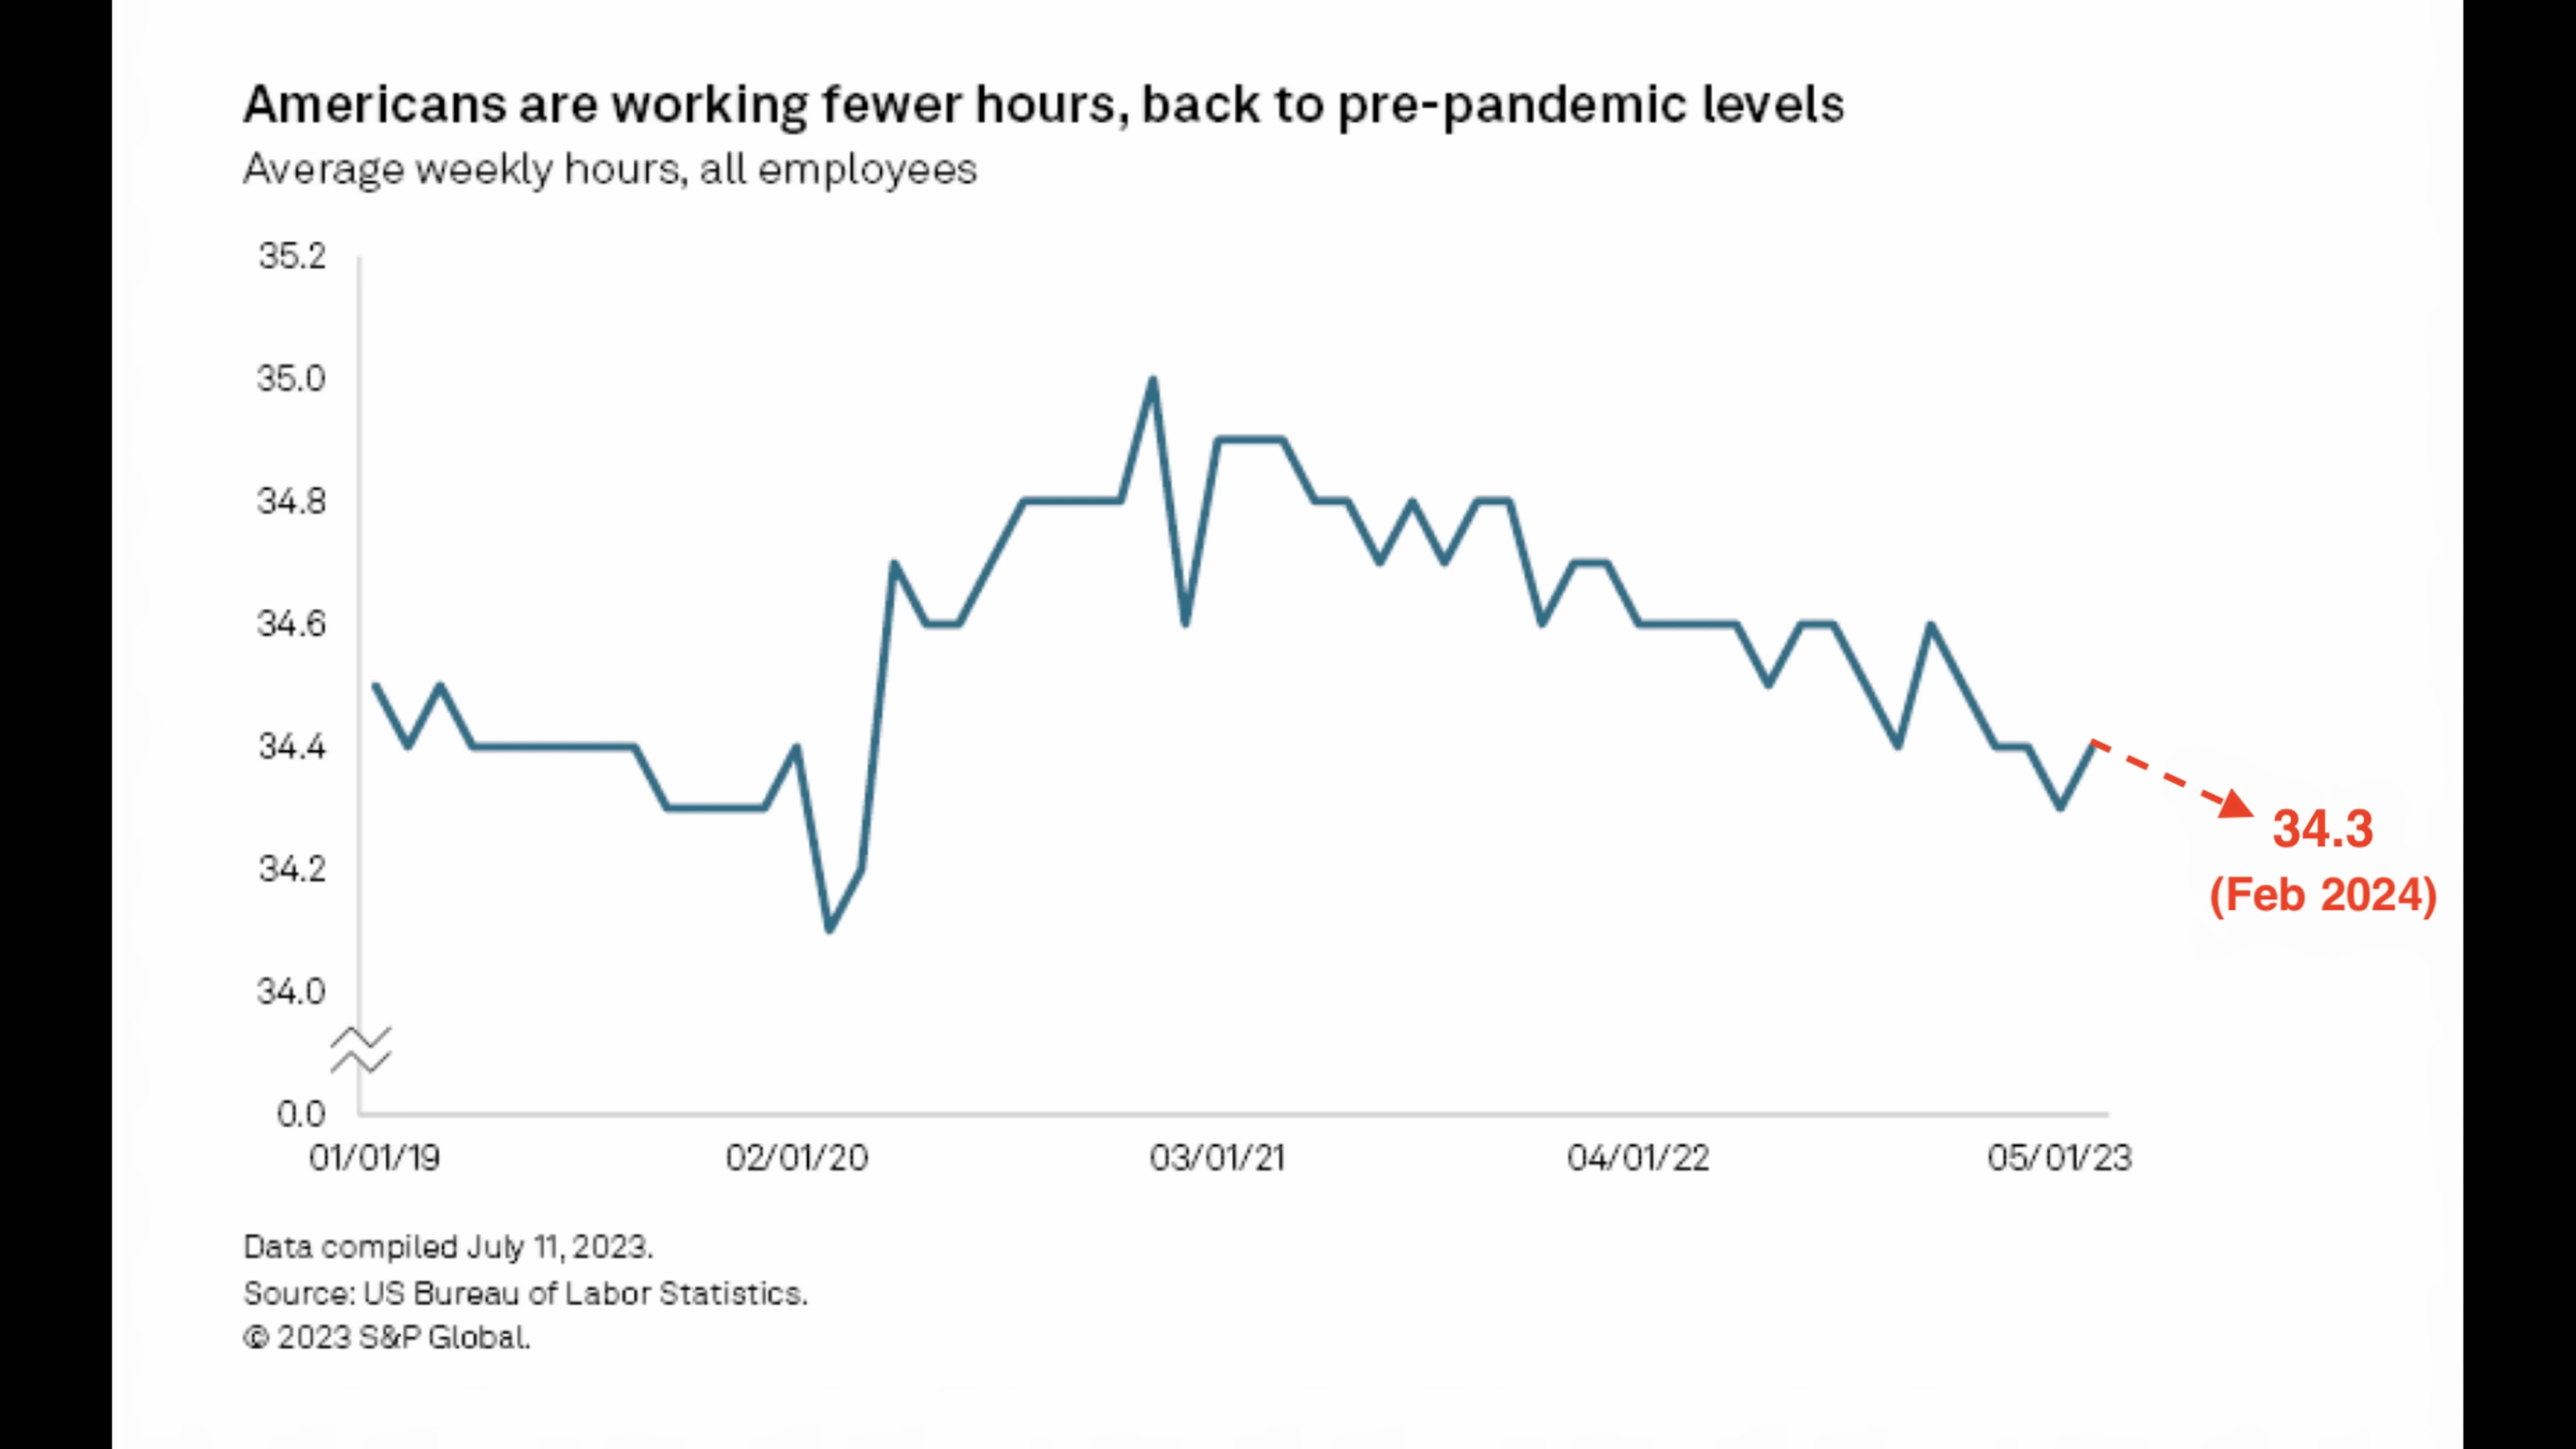 Americans are working fewer hours, back to pre-pandemic levels
Average weekly hours, all employees
35.2
35.0
34.8
34.6
34.4
34.2
34.0
0.0
01/01/19
02/01/20
03/01/21
04/01/22
05/01/23
34.3
(Feb 2024)
Data compiled July 11, 2023.
Source: US Bureau of Labor Statistics.
© 2023 S&P Global.